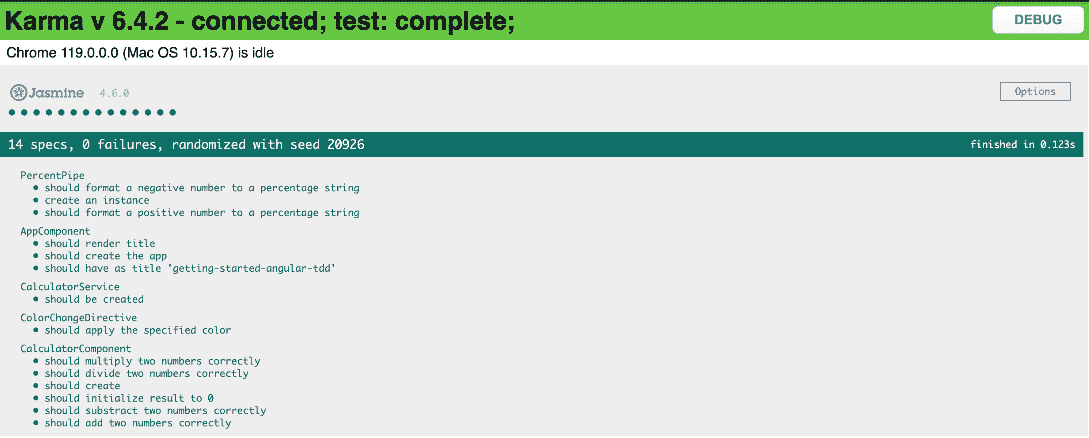 Karma v 6.4.2 - connected; test: complete;
DEBUG
Chrome 119.0.0.0 (Mac OS 10.15.7) is idle
Jasmine 4.6.0
Options
14 specs, 0 failures, randomized with seed 20926
finished in 0.123s
PercentPipe
• should format a negative number to a percentage string
• create an instance
• should format a positive number to a percentage string
AppComponent
• should render title
• should create the app
• should have as title 'getting-started-angular-tdd'
CalculatorService
• should be created
ColorChangeDirective
• should apply the specified color
CalculatorComponent
• should multiply two numbers correctly
• should divide two numbers correctly
• should create
• should initialize result to 0
• should substract two numbers correctly
• should add two numbers correctly